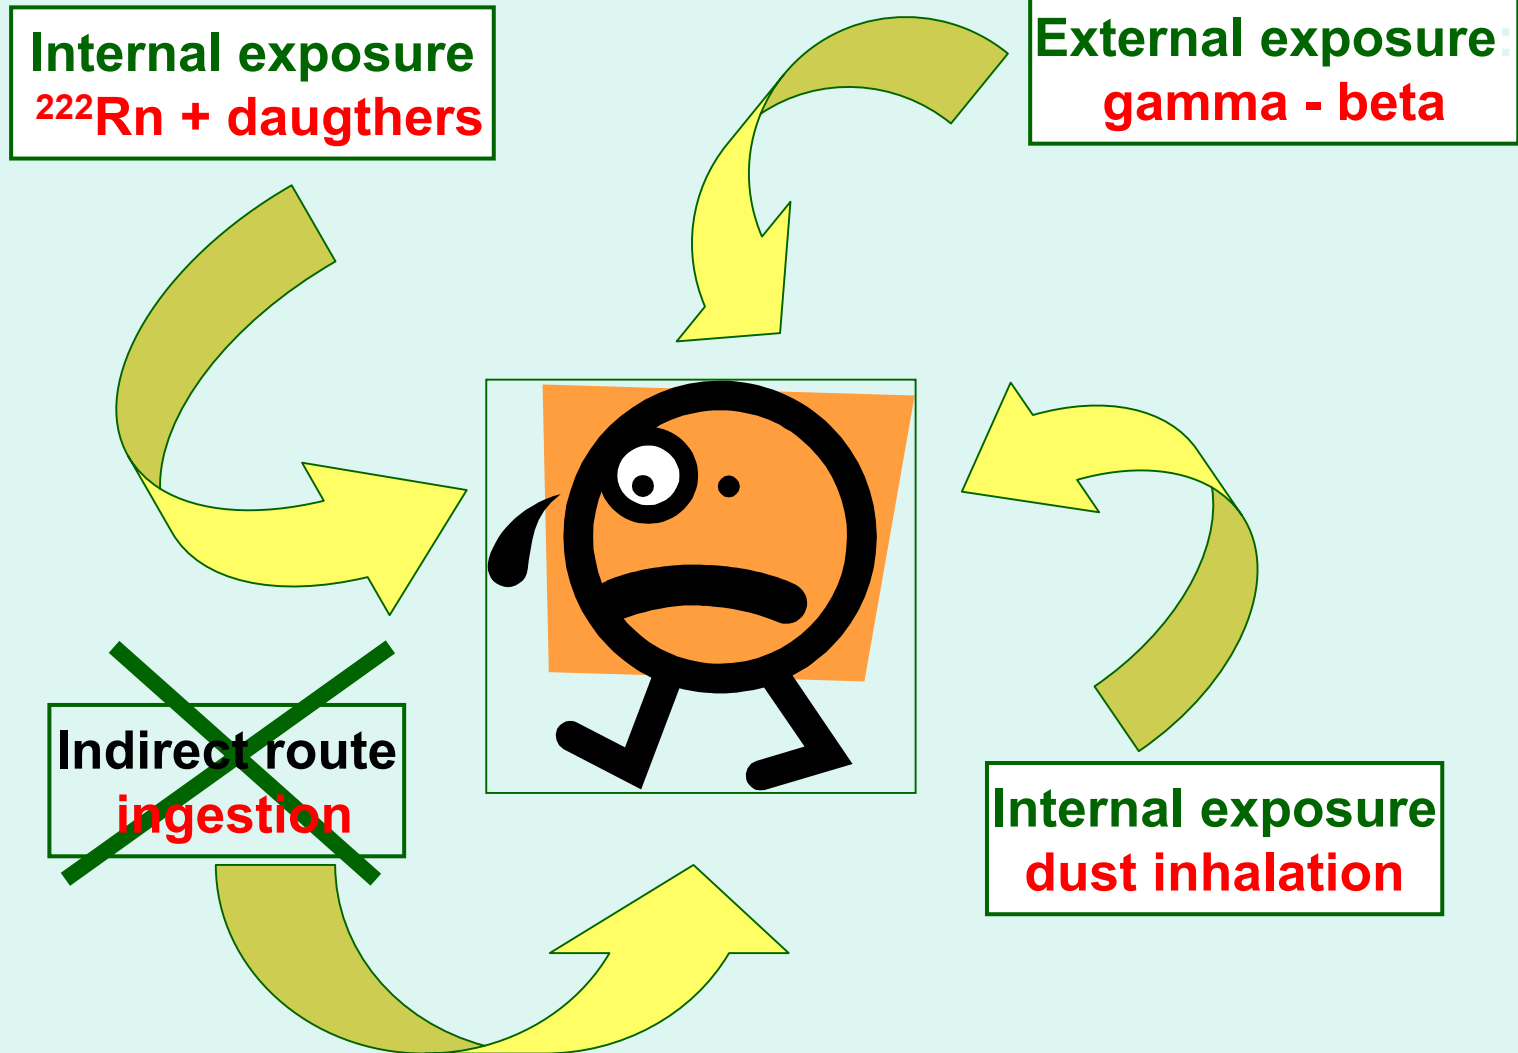 Internal exposure
²²²Rn + daugthers
External exposure:
gamma - beta
Indirect route
ingestion
Internal exposure
dust inhalation